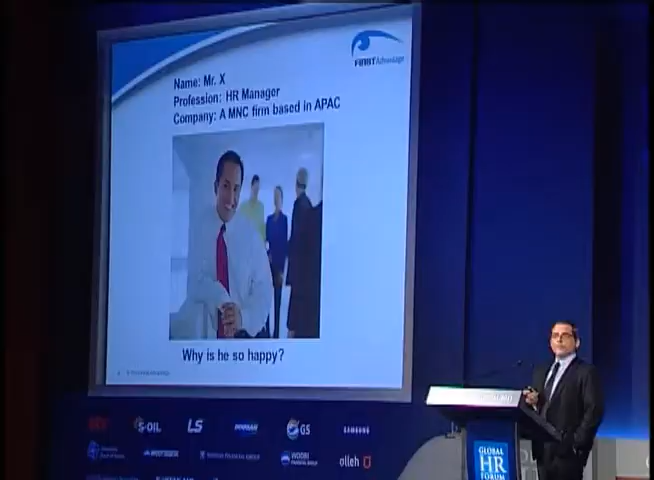 FIRST Advantage
Name: Mr. X
Profession: HR Manager
Company: A MNC firm based in APAC
Why is he so happy?
S-OIL
LS
GS
SAMSUNG
WOORI
olleh
GLOBAL
HR
FORUM